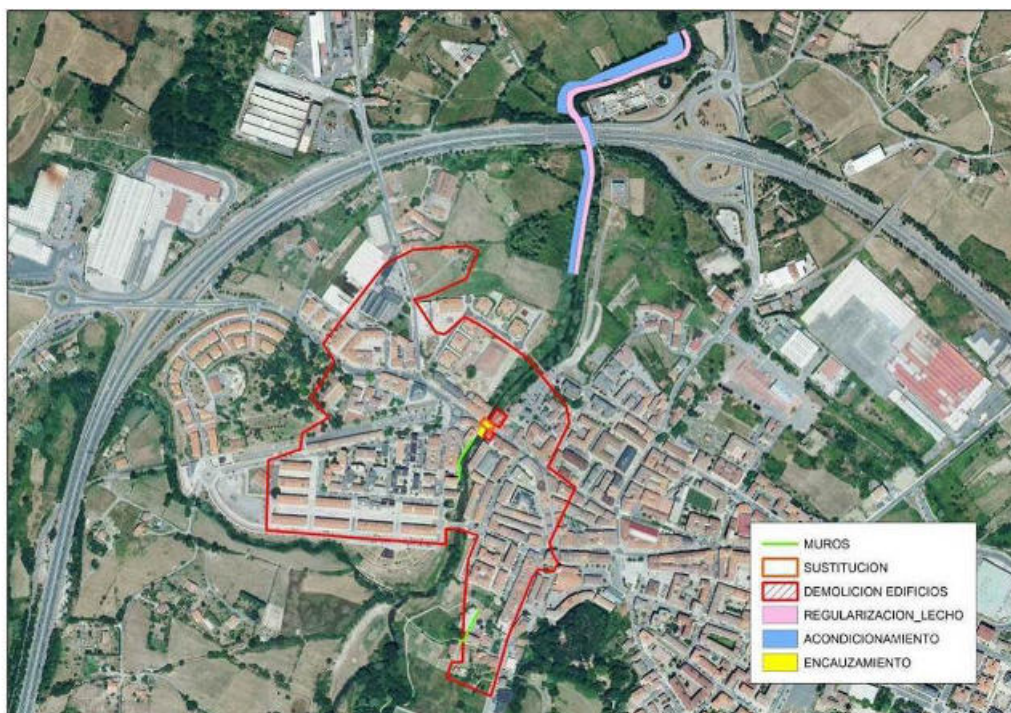 MUROS
SUSTITUCION
DEMOLICION EDIFICIOS
REGULARIZACION_LECHO
ACONDICIONAMIENTO
ENCAUZAMIENTO